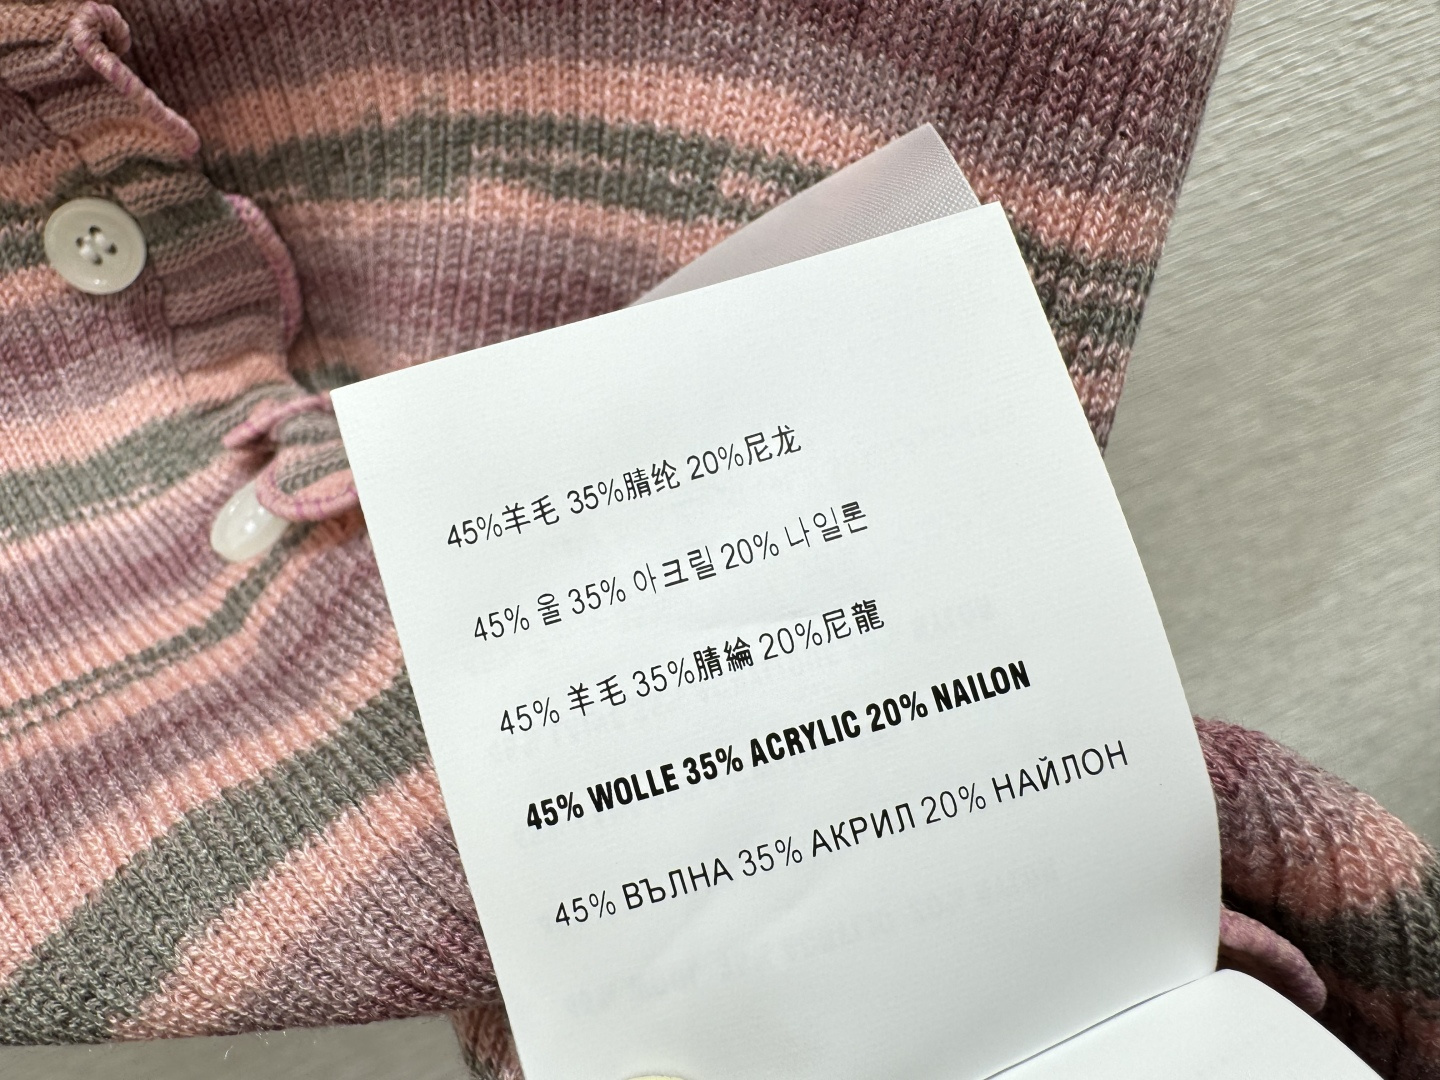 45%羊毛 35%腈纶 20%尼龙
45% 울 35% 아크릴 20% 나일론
45% 羊毛 35%腈綸 20%尼龍
45% WOLLE 35% ACRYLIC 20% NAILON
45% ВЪЛНА 35% АКРИЛ 20% НАЙЛОН